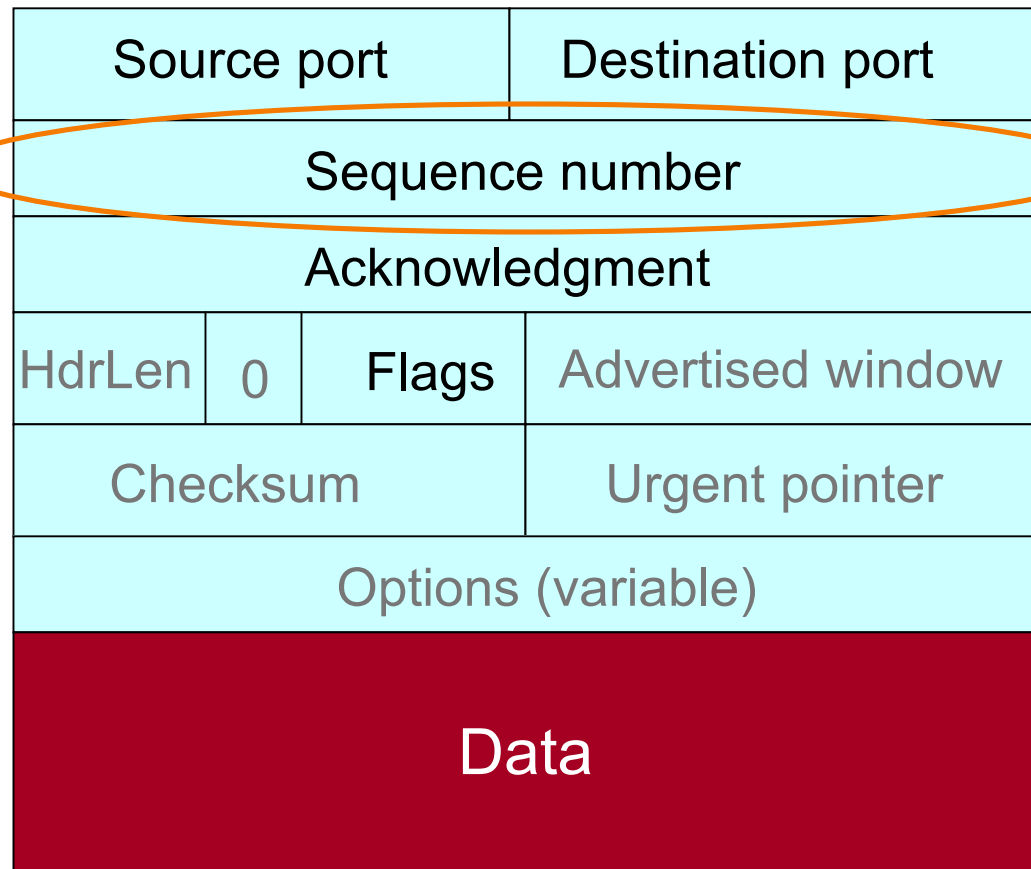 Source port Destination port
Sequence number
Acknowledgment
HdrLen 0 Flags Advertised window
Checksum Urgent pointer
Options (variable)
Data